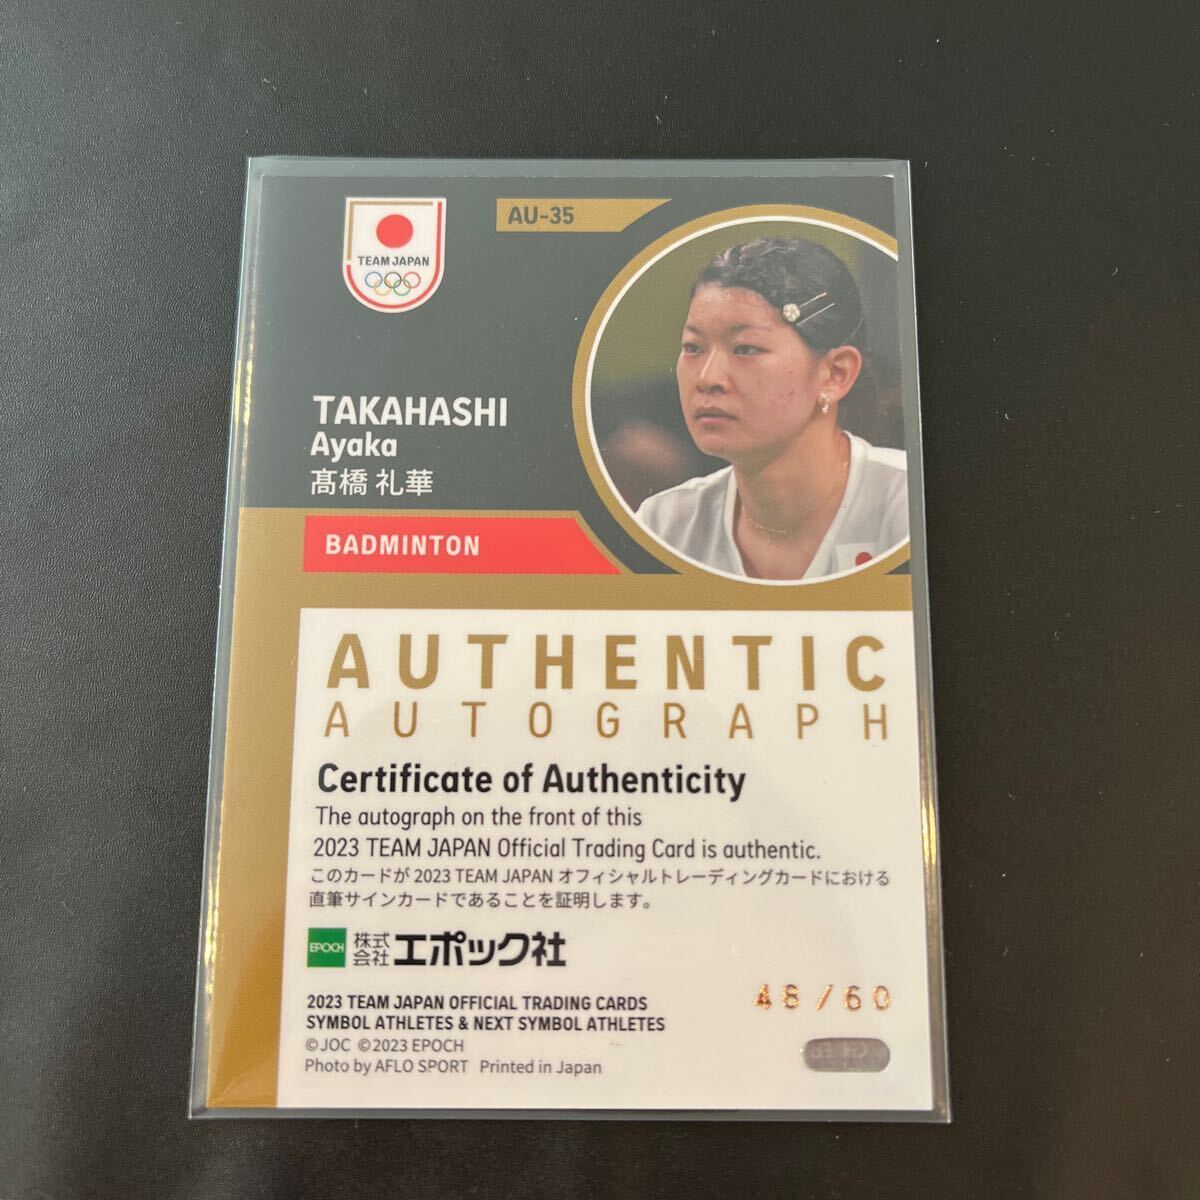 AU-35
TEAM JAPAN
TAKAHASHI
Ayaka
髙橋 礼華
BADMINTON
AUTHENTIC
AUTOGRAPH
Certificate of Authenticity
The autograph on the front of this
2023 TEAM JAPAN Official Trading Card is authentic.
このカードが 2023 TEAM JAPAN オフィシャルトレーディングカードにおける
直筆サインカードであることを証明します。
EPOCH 株式会社 エポック社
48/60
2023 TEAM JAPAN OFFICIAL TRADING CARDS
SYMBOL ATHLETES & NEXT SYMBOL ATHLETES
©JOC ©2023 EPOCH
Photo by AFLO SPORT Printed in Japan